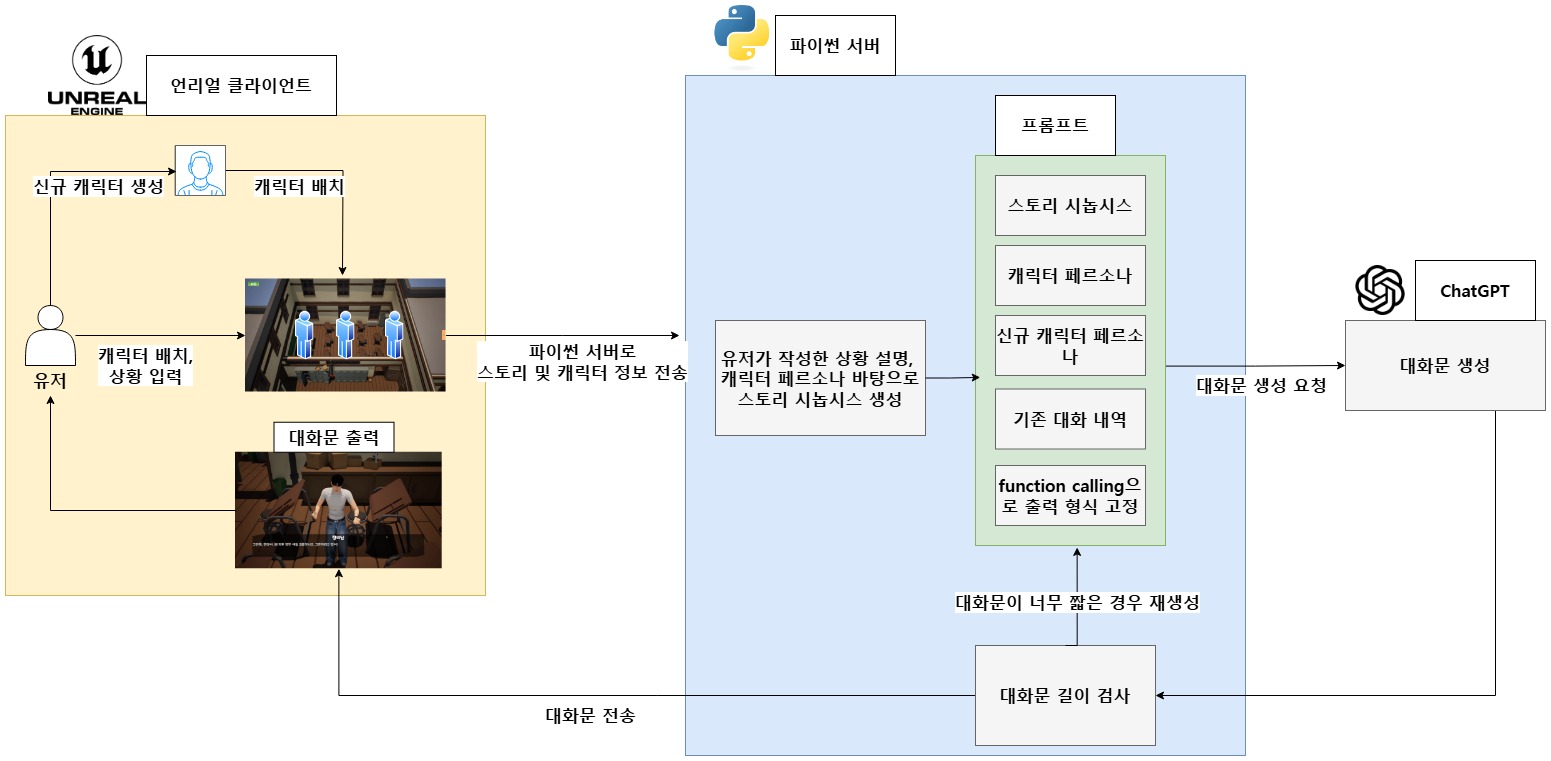 UNREAL
ENGINE
언리얼 클라이언트
신규 캐릭터 생성
캐릭터 배치
유저
캐릭터 배치,
상황 입력
대화문 출력
파이썬 서버로
스토리 및 캐릭터 정보 전송
파이썬 서버
유저가 작성한 상황 설명,
캐릭터 페르소나 바탕으로
스토리 시놉시스 생성
프롬프트
스토리 시놉시스
캐릭터 페르소나
신규 캐릭터 페르소
나
기존 대화 내역
function calling으
로 출력 형식 고정
대화문 생성 요청
ChatGPT
대화문 생성
대화문이 너무 짧은 경우 재생성
대화문 길이 검사
대화문 전송